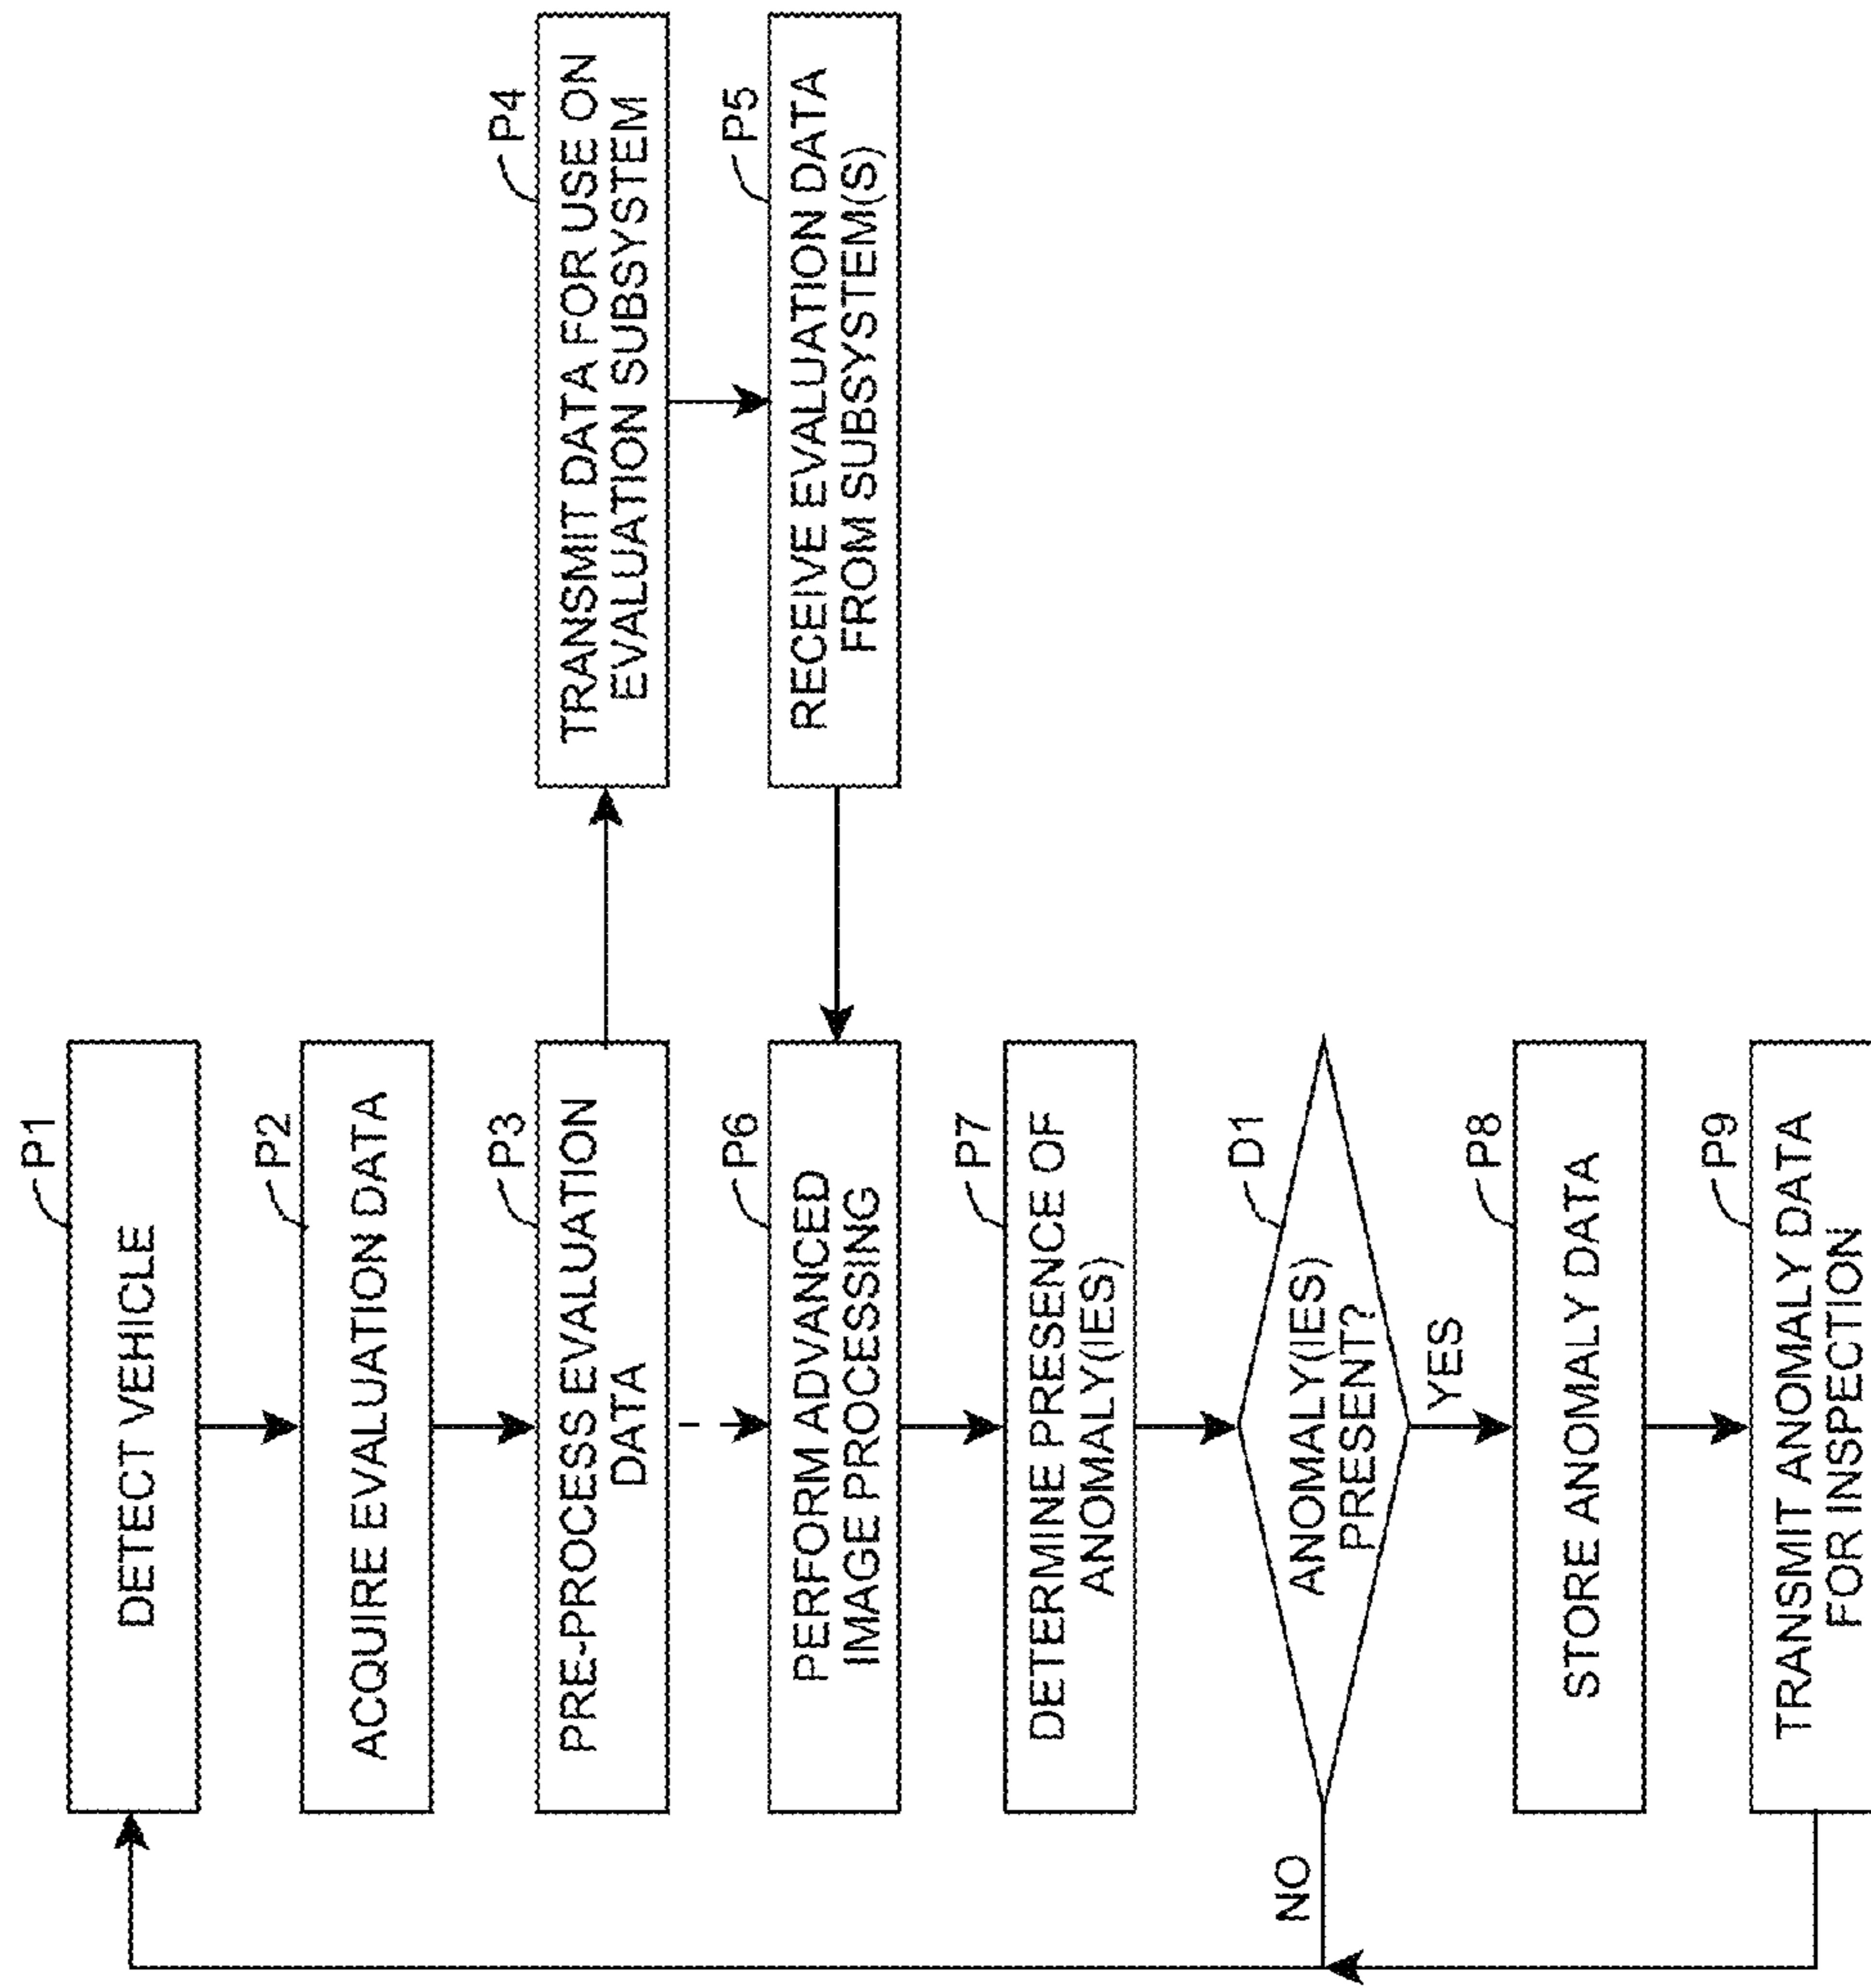 P1
DETECT VEHICLE
P2
ACQUIRE EVALUATION DATA
P3
PRE-PROCESS EVALUATION
DATA
P4
TRANSMIT DATA FOR USE ON
EVALUATION SUBSYSTEM
P5
RECEIVE EVALUATION DATA
FROM SUBSYSTEM(S)
P6
PERFORM ADVANCED
IMAGE PROCESSING
P7
DETERMINE PRESENCE OF
ANOMALY(IES)
D1
ANOMALY(IES)
PRESENT?
NO
YES
P8
STORE ANOMALY DATA
P9
TRANSMIT ANOMALY DATA
FOR INSPECTION